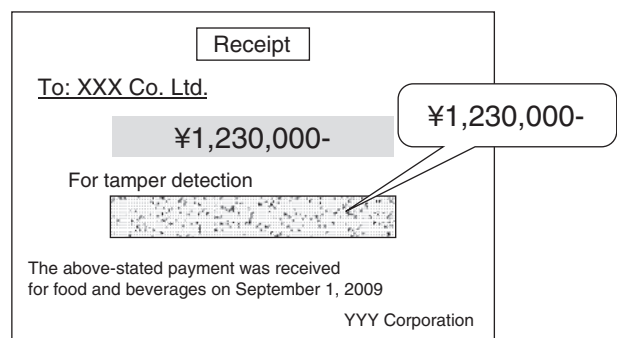 Receipt
To: XXX Co. Ltd.
¥1,230,000-
¥1,230,000-
For tamper detection
The above-stated payment was received
for food and beverages on September 1, 2009
YYY Corporation